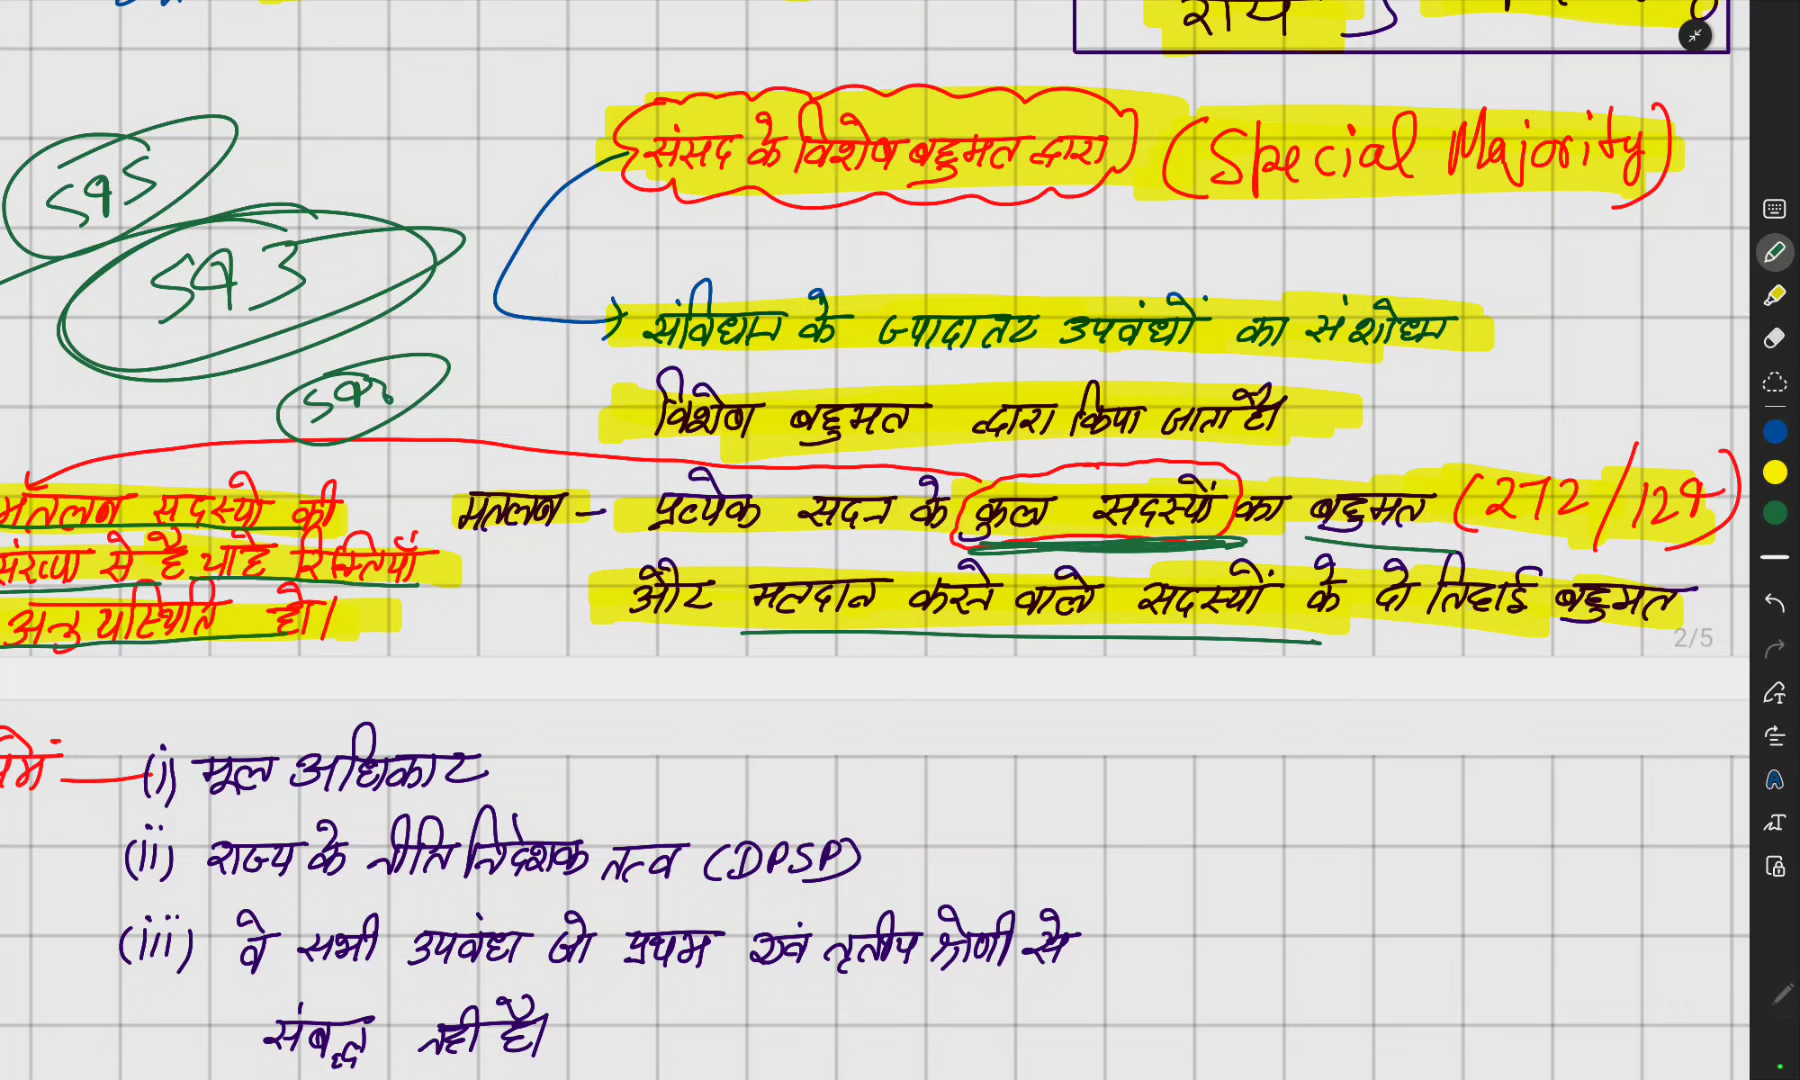 राय
संसद के विशेष बहुमत द्वारा (Special Majority)
545
543
संविधान के ज्यादातर उपबंधों का संशोधन
विशेष बहुमत द्वारा किया जाता है।
मतलब - प्रत्येक सदन के कुल सदस्यों का बहुमत (272/124)
और मतदान करने वाले सदस्यों के दो तिहाई बहुमत
मतलब सदस्यो की
संख्या से है चाहे रिक्तियाँ
अनुपस्थिति हो।
2/5
(i) मूल अधिकार
(ii) राज्य के नीति निदेशक तत्व (DPSP)
(iii) वे सभी उपबंध जो प्रथम एवं तृतीय श्रेणी से
संबद्ध नही है।